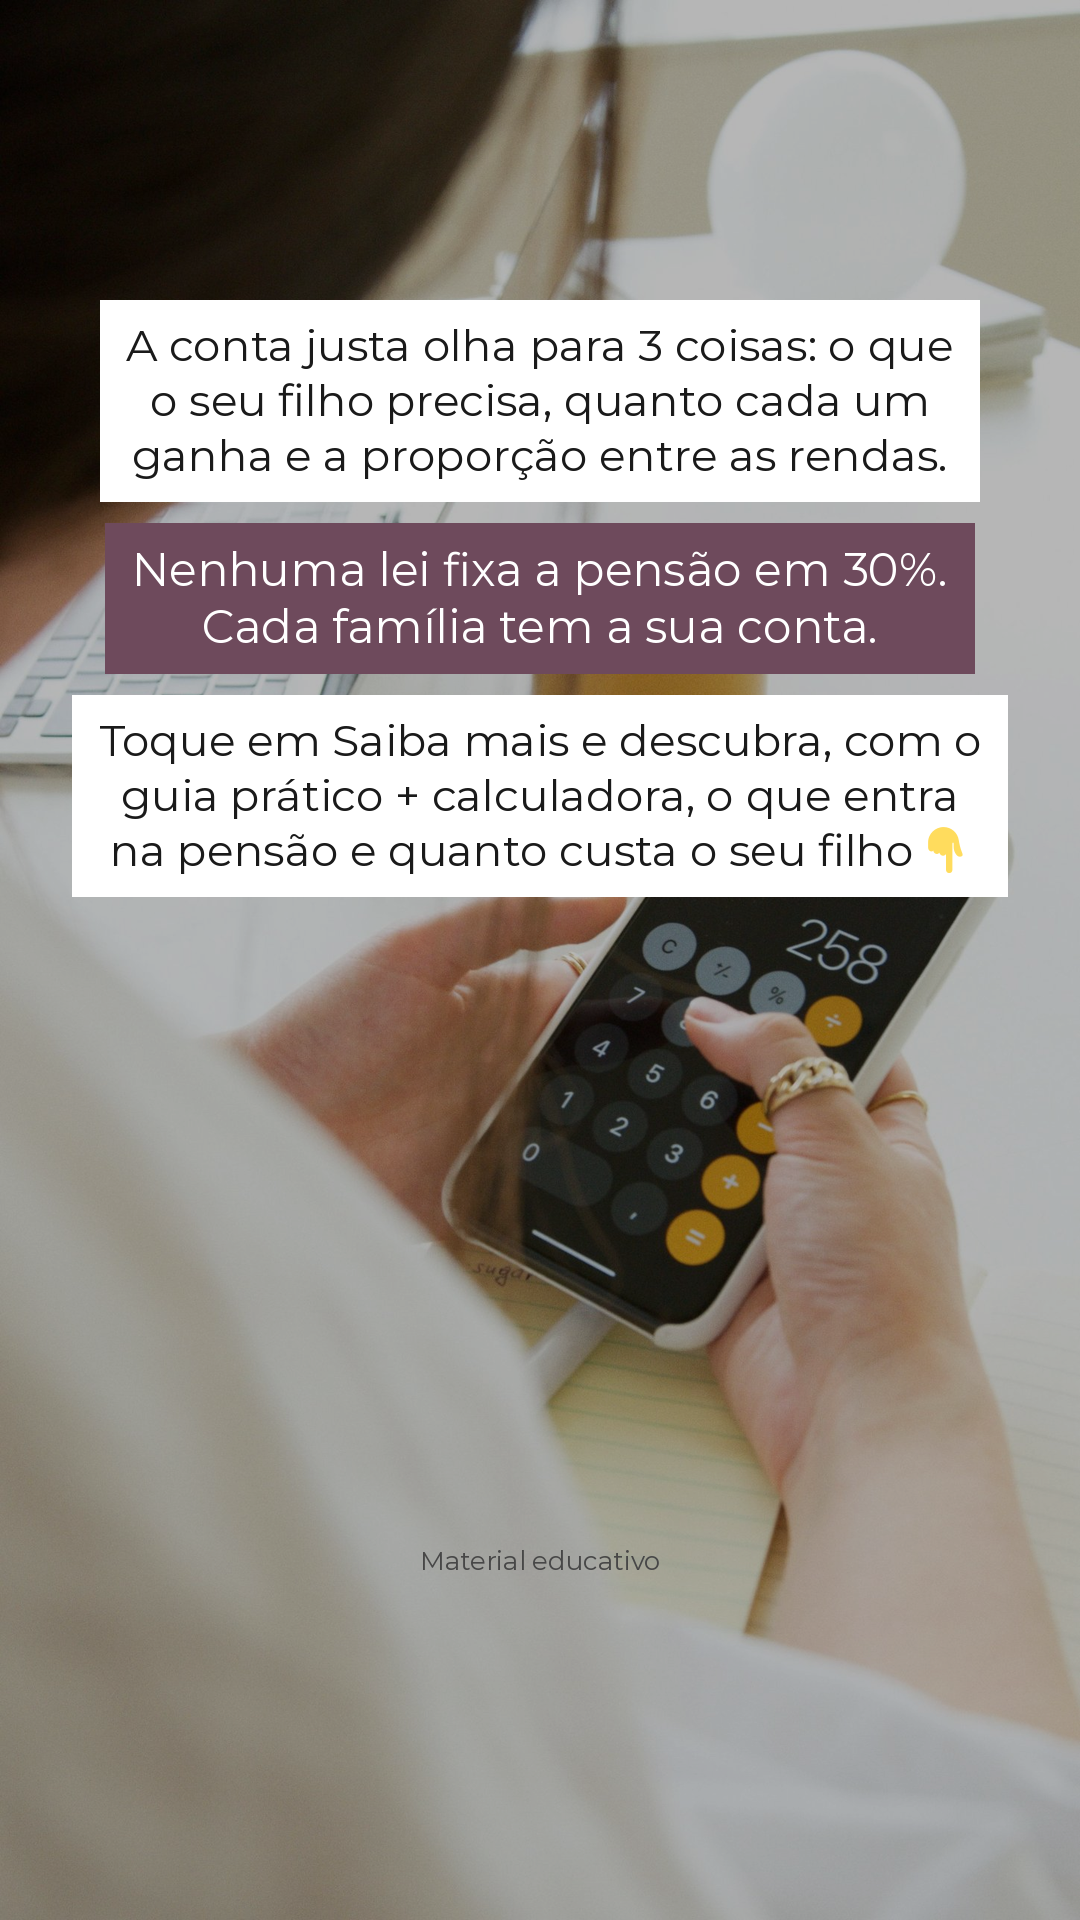 A conta justa olha para 3 coisas: o que
o seu filho precisa, quanto cada um
ganha e a proporção entre as rendas.
Nenhuma lei fixa a pensão em 30%.
Cada família tem a sua conta.
Toque em Saiba mais e descubra, com o
guia prático + calculadora, o que entra
na pensão e quanto custa o seu filho 👇
258
C +/- % ÷
7
4 5 6 −
1 2 3 +
0 , =
sugar
Material educativo